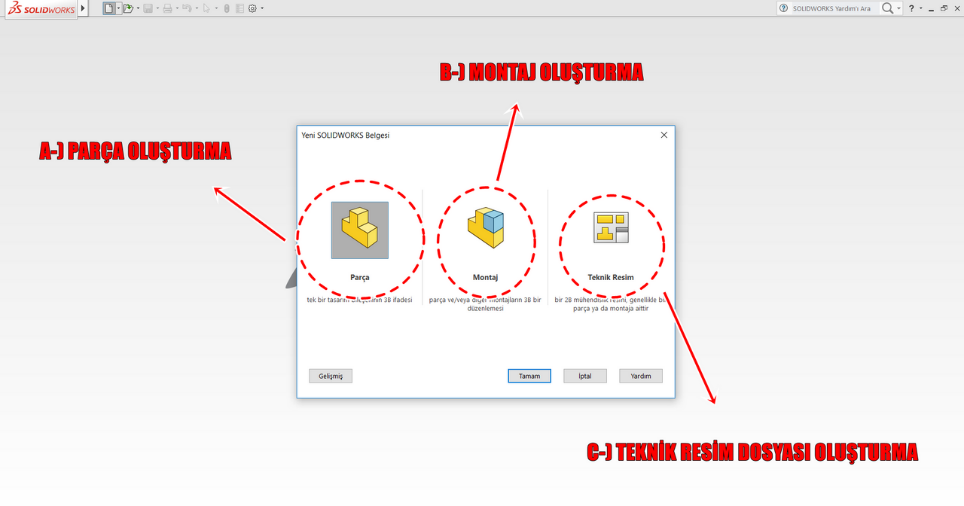 SOLIDWORKS
SOLIDWORKS Yardım'ı Ara
B-) MONTAJ OLUŞTURMA
Yeni SOLIDWORKS Belgesi
A-) PARÇA OLUŞTURMA
Parça
Montaj
Teknik Resim
tek bir tasarım bileşeninin 3B ifadesi
parça ve/veya diğer montajların 3B bir
düzenlemesi
bir 2B mühendislik resmi, genellikle bir
parça ya da montaja aittir
Gelişmiş
Tamam
İptal
Yardım
C-) TEKNİK RESİM DOSYASI OLUŞTURMA